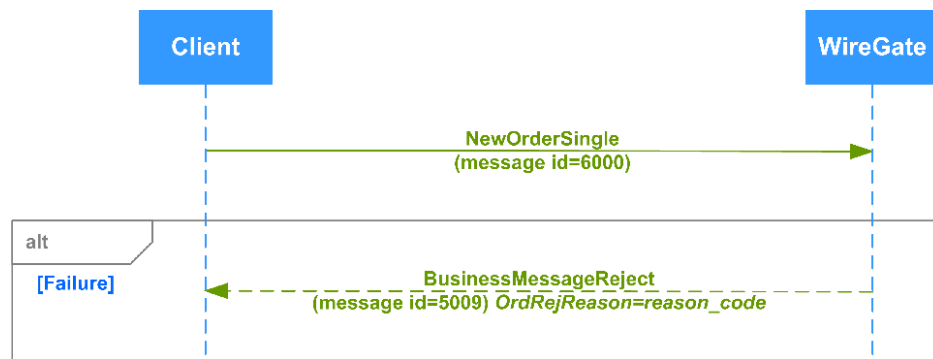 Client
WireGate
NewOrderSingle
(message id=6000)
alt
[Failure]
BusinessMessageReject
(message id=5009) OrdRejReason=reason_code